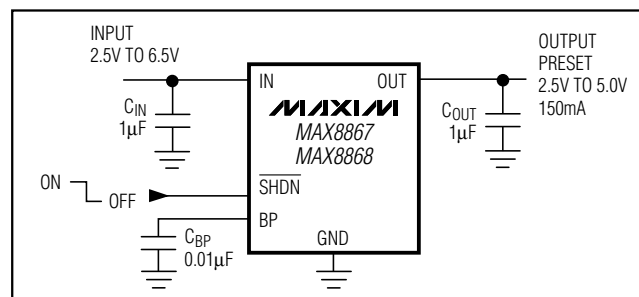 INPUT
2.5V TO 6.5V
OUTPUT
PRESET
2.5V TO 5.0V
150mA
IN
OUT
MAXIM
MAX8867
MAX8868
CIN
1µF
COUT
1µF
ON
OFF
SHDN
BP
GND
CBP
0.01µF